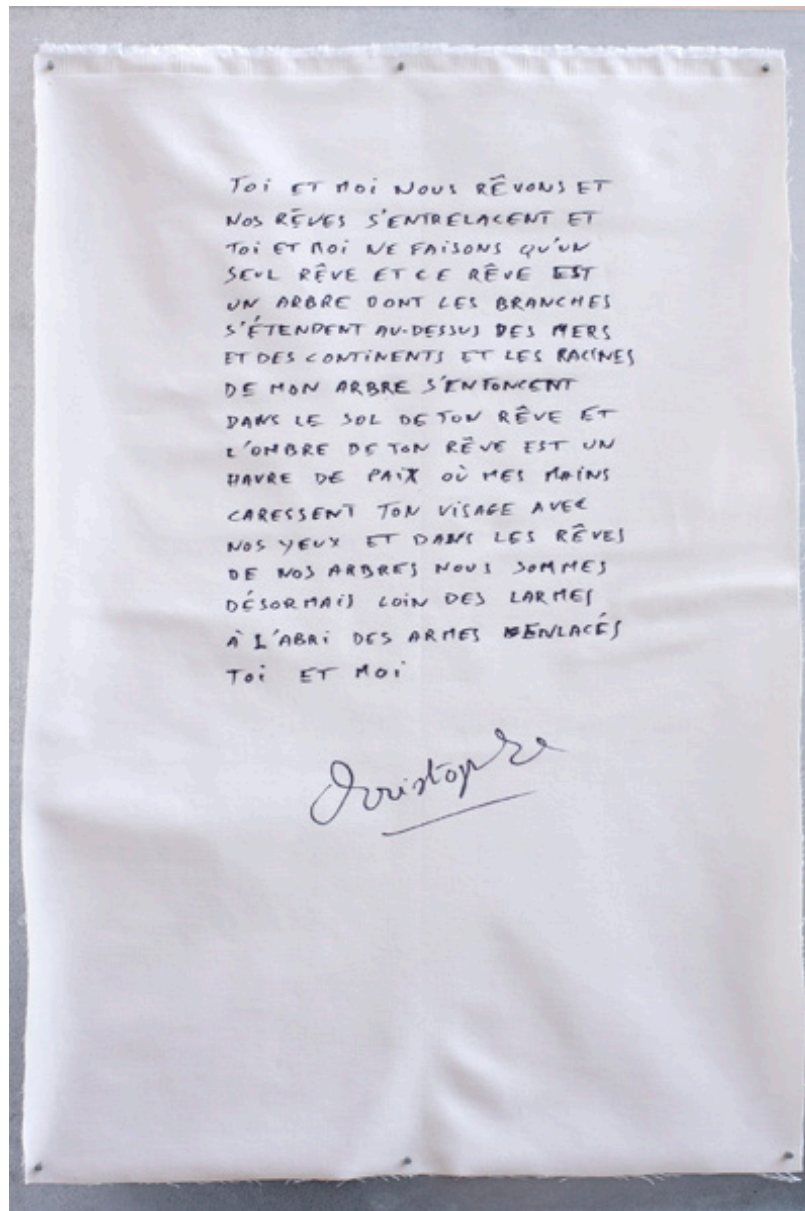 TOI ET MOI NOUS RÊVONS ET
NOS RÊVES S'ENTRELACENT ET
TOI ET MOI NE FAISONS QU'UN
SEUL RÊVE ET CE RÊVE EST
UN ARBRE DONT LES BRANCHES
S'ÉTENDENT AU-DESSUS DES MERS
ET DES CONTINENTS ET LES RACINES
DE MON ARBRE S'ENFONCENT
DANS LE SOL DE TON RÊVE ET
L'OMBRE DE TON RÊVE EST UN
HAVRE DE PAIX OÙ MES MAINS
CARESSENT TON VISAGE AVEC
NOS YEUX ET DANS LES RÊVES
DE NOS ARBRES NOUS SOMMES
DÉSORMAIS LOIN DES LARMES
À L'ABRI DES ARMES ENLACÉS
TOI ET MOI
Christophe